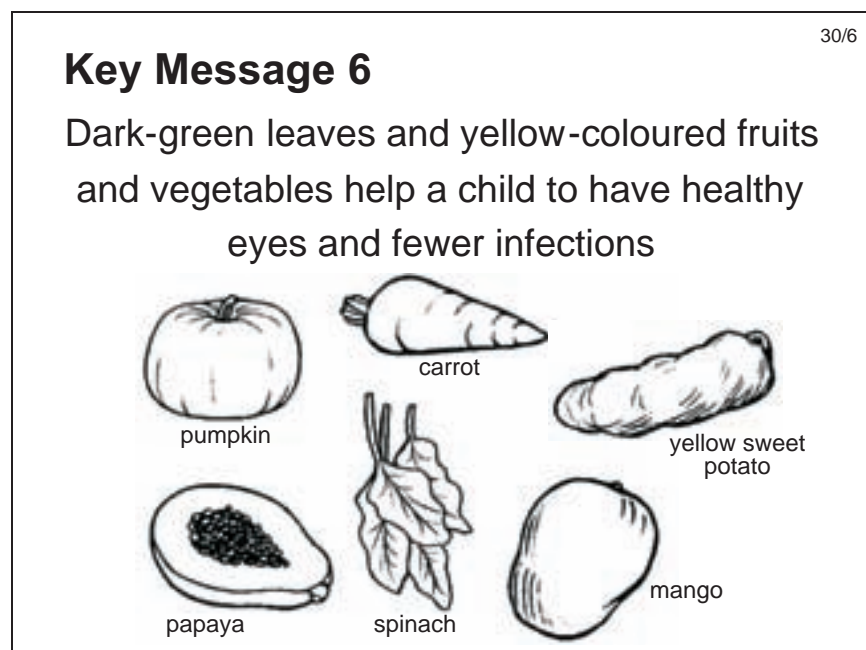 30/6
Key Message 6
Dark-green leaves and yellow-coloured fruits
and vegetables help a child to have healthy
eyes and fewer infections
carrot
pumpkin
yellow sweet
potato
papaya
spinach
mango